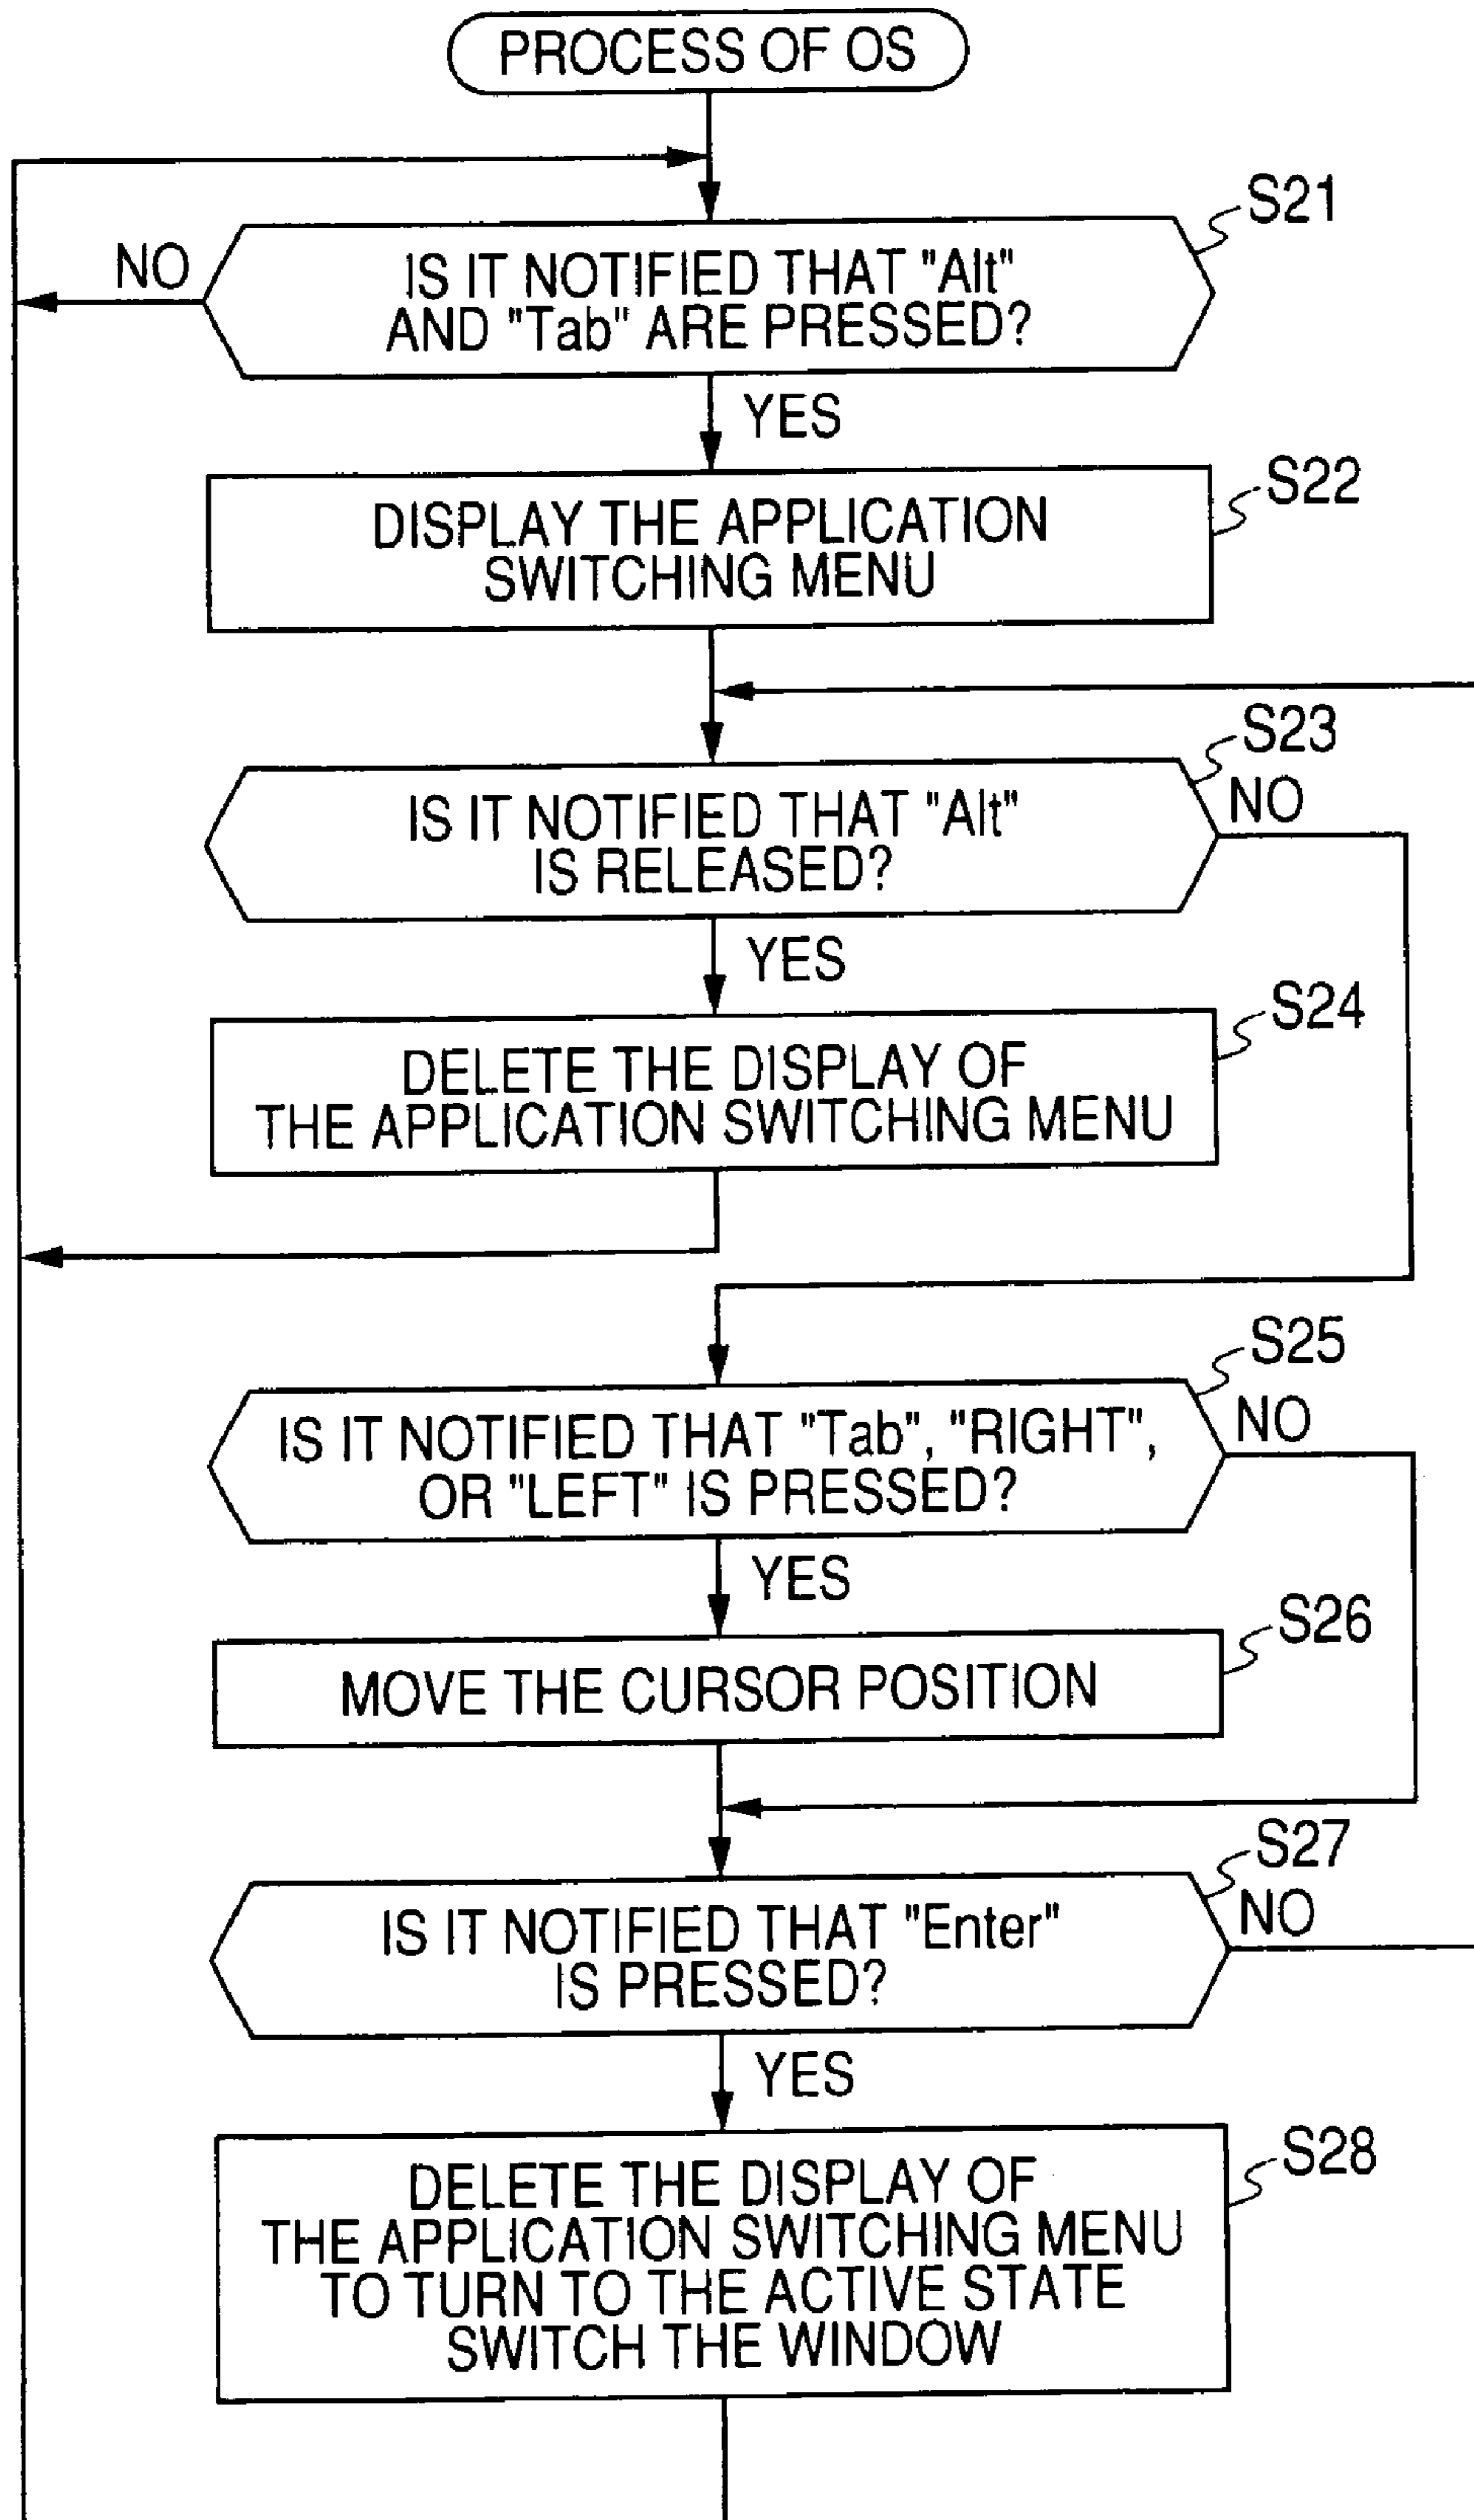 PROCESS OF OS
S21
NO
IS IT NOTIFIED THAT "Alt"
AND "Tab" ARE PRESSED?
YES
S22
DISPLAY THE APPLICATION
SWITCHING MENU
S23
NO
IS IT NOTIFIED THAT "Alt"
IS RELEASED?
YES
S24
DELETE THE DISPLAY OF
THE APPLICATION SWITCHING MENU
S25
NO
IS IT NOTIFIED THAT "Tab", "RIGHT",
OR "LEFT" IS PRESSED?
YES
S26
MOVE THE CURSOR POSITION
S27
NO
IS IT NOTIFIED THAT "Enter"
IS PRESSED?
YES
S28
DELETE THE DISPLAY OF
THE APPLICATION SWITCHING MENU
TO TURN TO THE ACTIVE STATE
SWITCH THE WINDOW